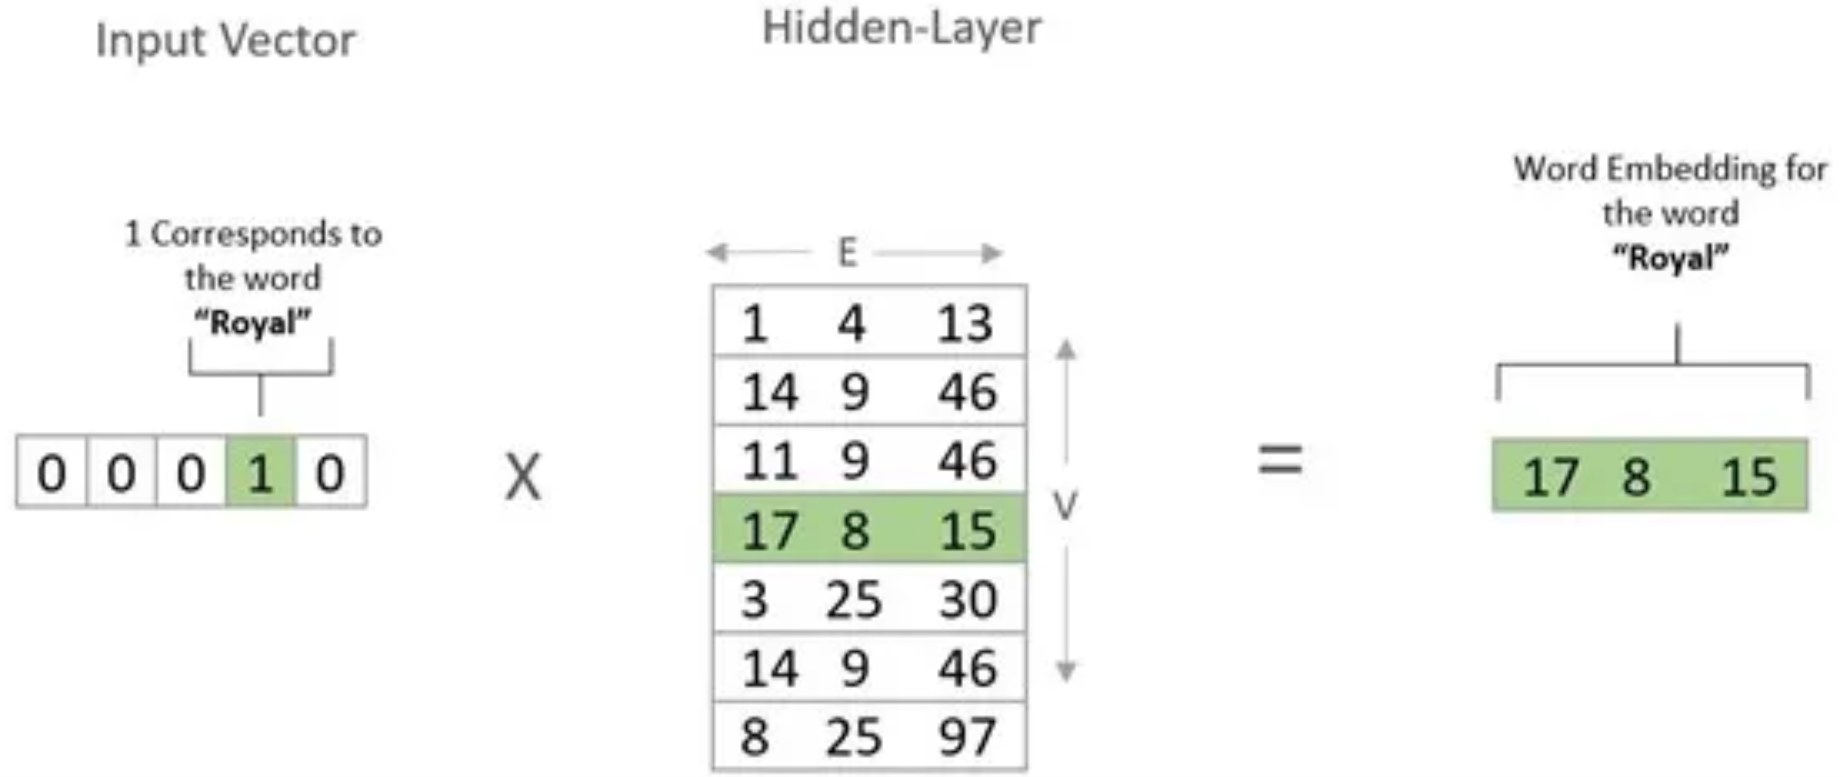 Input Vector
Hidden-Layer
1 Corresponds to
the word
“Royal”
0 0 0 1 0
X
E
1 4 13
14 9 46
11 9 46
17 8 15
3 25 30
14 9 46
8 25 97
V
=
Word Embedding for
the word
“Royal”
17 8 15